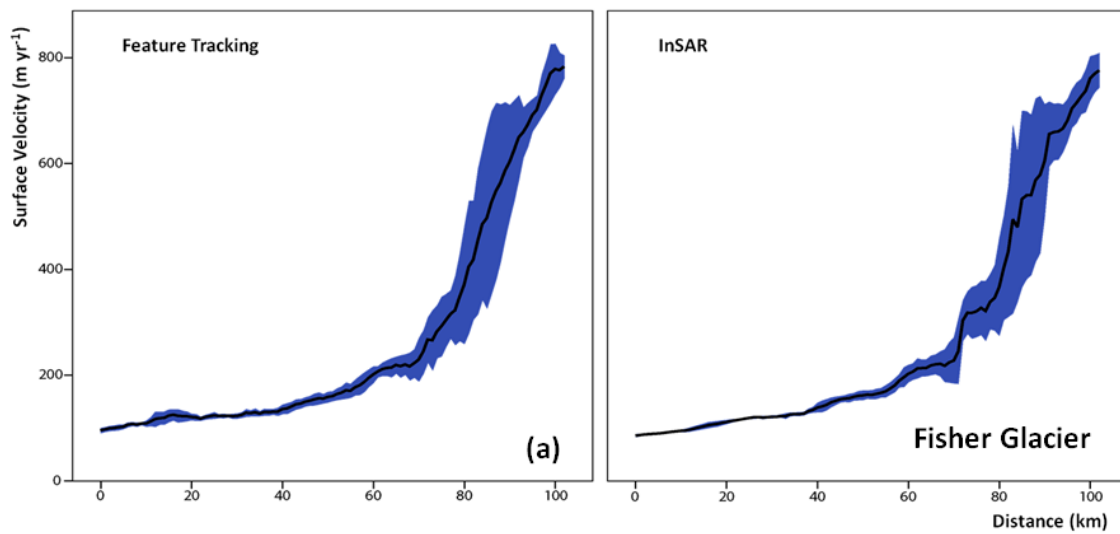 Feature Tracking
InSAR
Surface Velocity (m yr⁻¹)
800
600
400
200
0
(a)
Fisher Glacier
0 20 40 60 80 100
0 20 40 60 80 100
Distance (km)